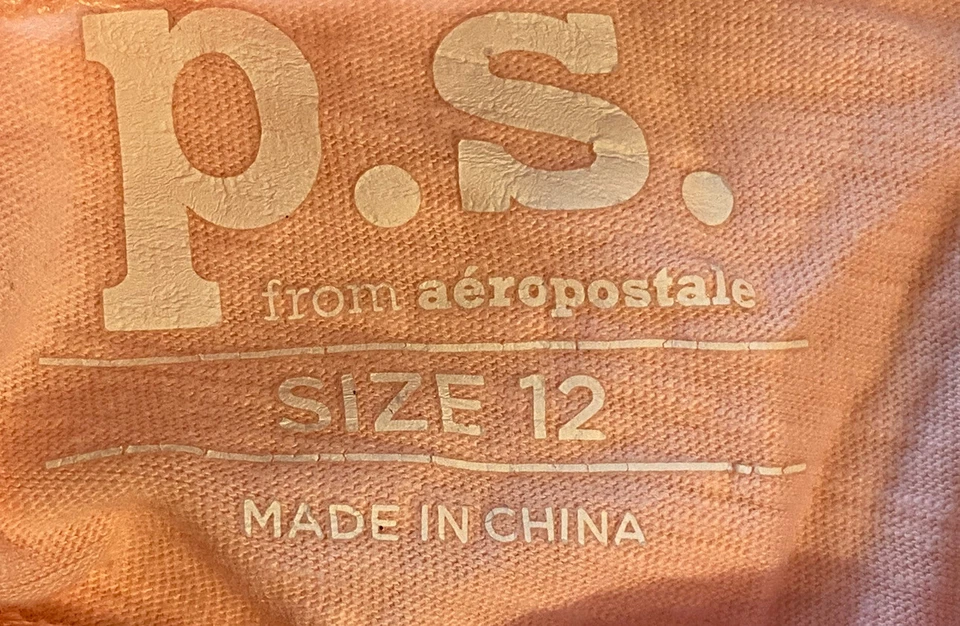 p.s.
from aéropostale
SIZE 12
MADE IN CHINA